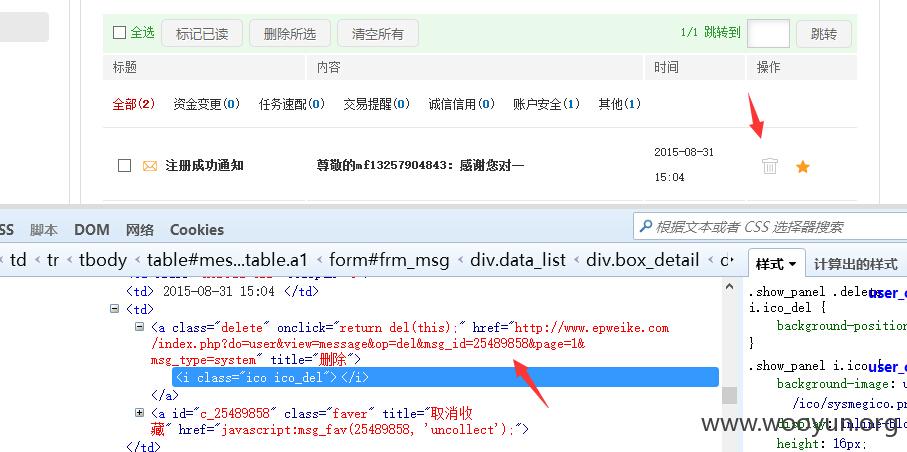 全选 标记已读 删除所选 清空所有 1/1 跳转到 跳转
标题 内容 时间 操作
全部(2) 资金变更(0) 任务速配(0) 交易提醒(0) 诚信信用(0) 账户安全(1) 其他(1)
注册成功通知 尊敬的mf13257904843: 感谢您对一 2015-08-31
15:04
SS 脚本 DOM 网络 Cookies 根据文本或者 CSS 选择器搜索
td < tr < tbody < table#mes...table.a1 < form#frm_msg < div.data_list < div.box_detail <
样式 计算出的样式
<td> 2015-08-31 15:04 </td>
<td>
<a class="delete" onclick="return del(this);" href="http://www.epweike.com
/index.php?do=user&view=message&op=del&msg_id=25489858&page=1&
msg_type=system" title="删除">
<i class="ico ico_del"></i>
</a>
<a id="c_25489858" class="faver" title="取消收
藏" href="javascript:msg_fav(25489858, 'uncollect');">
</td>
.show_panel .delete
i.ico_del {
background-position
}
.show_panel i.ico {
background-image: u
/ico/sysmegico.pn
display: inline-bl
height: 16px;
www.wooyun.org